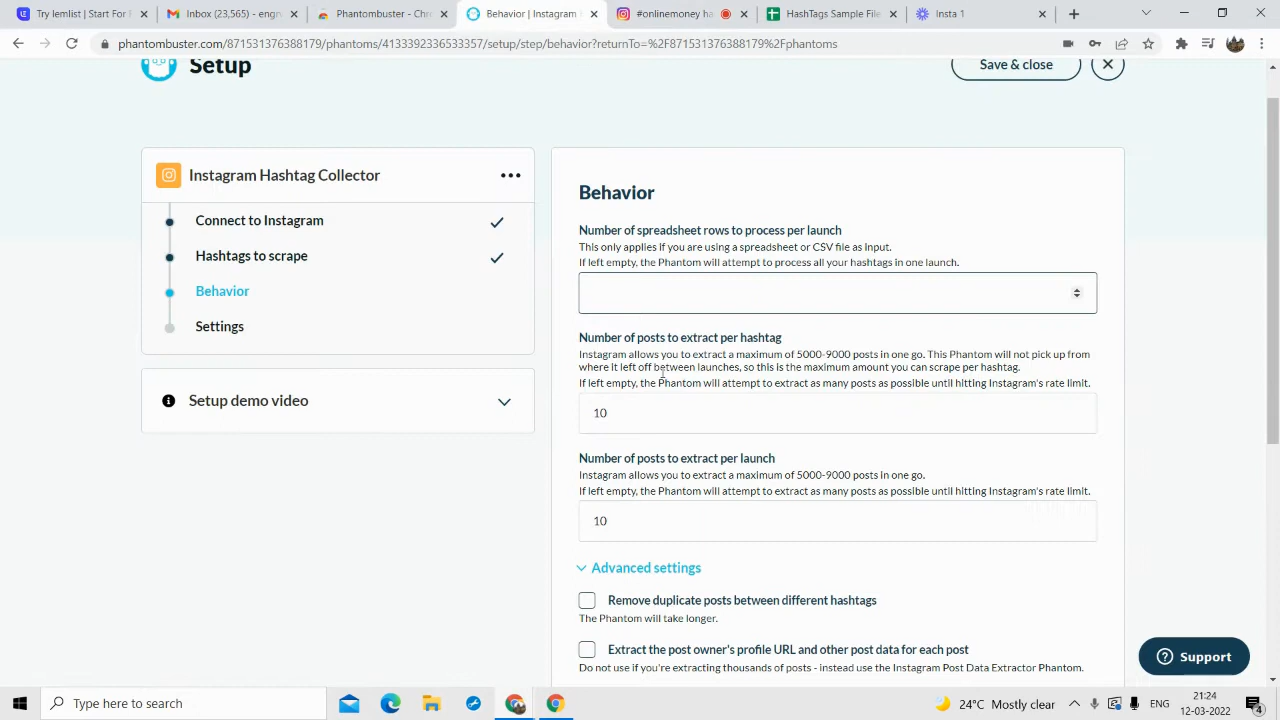 Try lemlist | Start For F
Inbox (23,565) - engr
Phantombuster - Chro
Behavior | Instagram
#onlinemoney ha
HashTags Sample File
Insta 1
phantombuster.com/871531376388179/phantoms/4133392336533357/setup/step/behavior?returnTo=%2F871531376388179%2Fphantoms
Setup
Save & close
Instagram Hashtag Collector
Connect to Instagram
Hashtags to scrape
Behavior
Settings
Setup demo video
Behavior
Number of spreadsheet rows to process per launch
This only applies if you are using a spreadsheet or CSV file as input.
If left empty, the Phantom will attempt to process all your hashtags in one launch.
Number of posts to extract per hashtag
Instagram allows you to extract a maximum of 5000-9000 posts in one go. This Phantom will not pick up from
where it left off between launches, so this is the maximum amount you can scrape per hashtag.
If left empty, the Phantom will attempt to extract as many posts as possible until hitting Instagram's rate limit.
10
Number of posts to extract per launch
Instagram allows you to extract a maximum of 5000-9000 posts in one go.
If left empty, the Phantom will attempt to extract as many posts as possible until hitting Instagram's rate limit.
10
Advanced settings
Remove duplicate posts between different hashtags
The Phantom will take longer.
Extract the post owner's profile URL and other post data for each post
Do not use if you're extracting thousands of posts - instead use the Instagram Post Data Extractor Phantom.
Support
Type here to search
24°C Mostly clear
ENG
21:24
12-03-2022
4